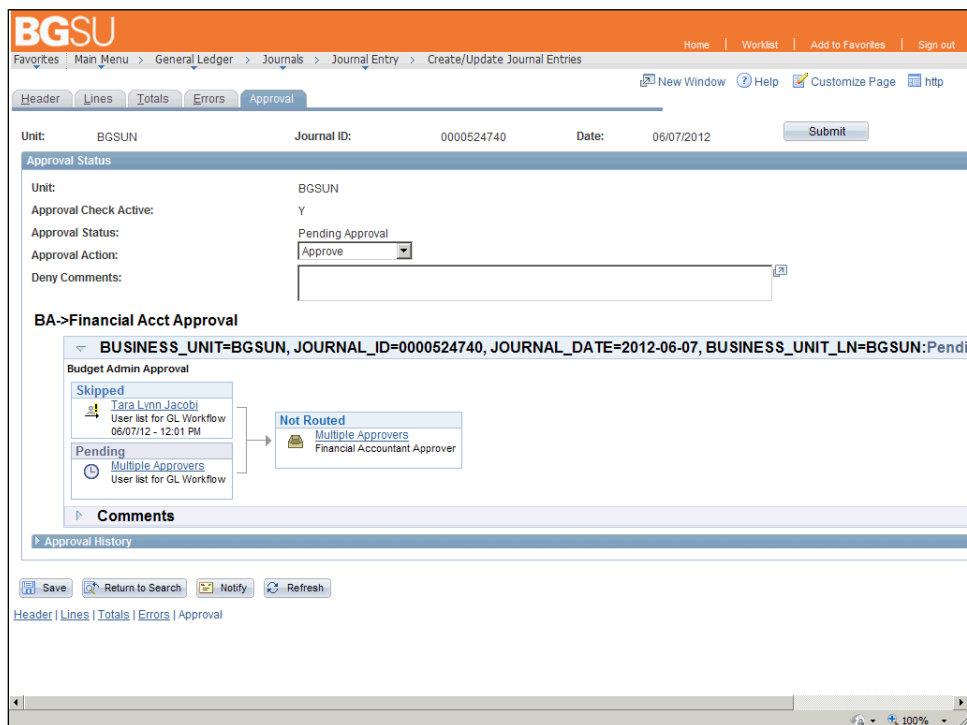 BGSU
Home | Worklist | Add to Favorites | Sign out
Favorites | Main Menu > General Ledger > Journals > Journal Entry > Create/Update Journal Entries
New Window ? Help Customize Page http
Header Lines Totals Errors Approval
Unit: BGSUN Journal ID: 0000524740 Date: 06/07/2012 Submit
Approval Status
Unit: BGSUN
Approval Check Active: Y
Approval Status: Pending Approval
Approval Action: Approve
Deny Comments:
BA->Financial Acct Approval
BUSINESS_UNIT=BGSUN, JOURNAL_ID=0000524740, JOURNAL_DATE=2012-06-07, BUSINESS_UNIT_LN=BGSUN:Pendi
Budget Admin Approval
Skipped
Tara Lynn Jacobi
User list for GL Workflow
06/07/12 - 12:01 PM
Pending
Multiple Approvers
User list for GL Workflow
Not Routed
Multiple Approvers
Financial Accountant Approver
Comments
Approval History
Save Return to Search Notify Refresh
Header | Lines | Totals | Errors | Approval
100%